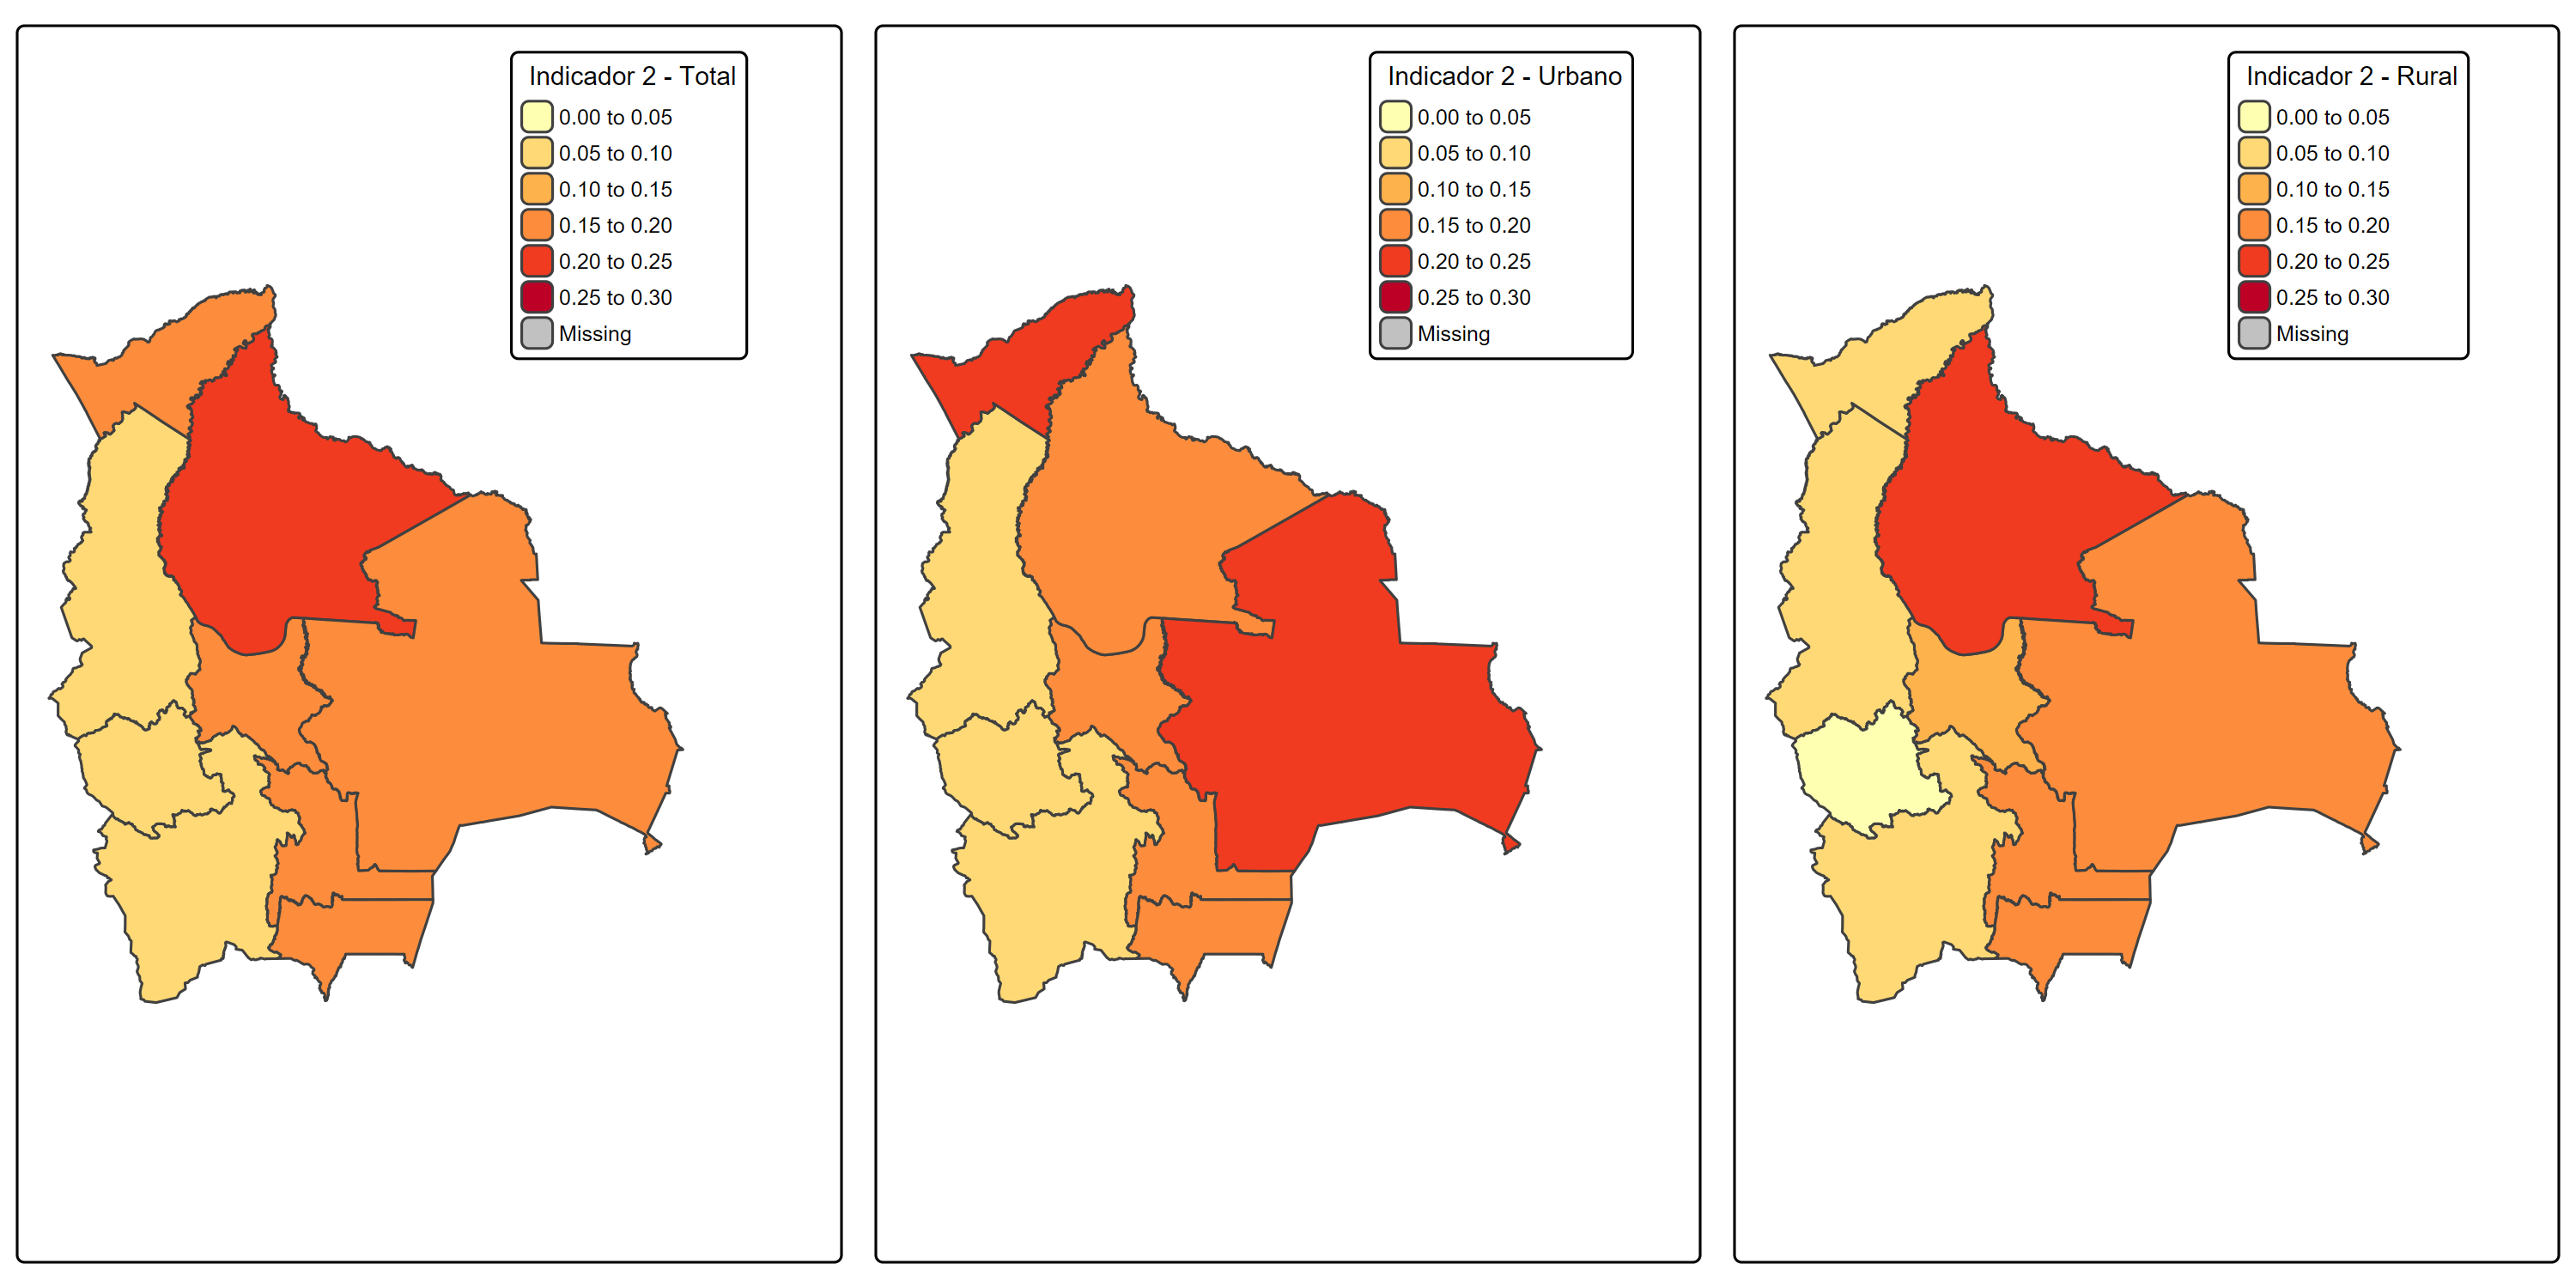 Indicador 2 - Total
0.00 to 0.05
0.05 to 0.10
0.10 to 0.15
0.15 to 0.20
0.20 to 0.25
0.25 to 0.30
Missing
Indicador 2 - Urbano
0.00 to 0.05
0.05 to 0.10
0.10 to 0.15
0.15 to 0.20
0.20 to 0.25
0.25 to 0.30
Missing
Indicador 2 - Rural
0.00 to 0.05
0.05 to 0.10
0.10 to 0.15
0.15 to 0.20
0.20 to 0.25
0.25 to 0.30
Missing